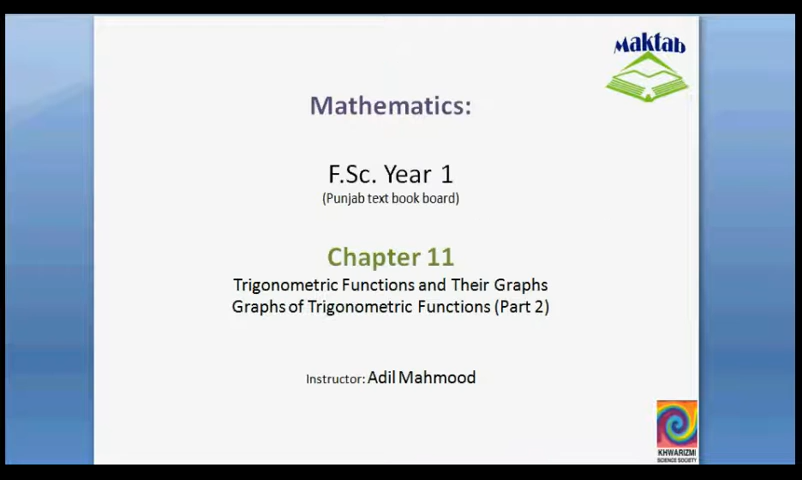 Maktab
Mathematics:
F.Sc. Year 1
(Punjab text book board)
Chapter 11
Trigonometric Functions and Their Graphs
Graphs of Trigonometric Functions (Part 2)
Instructor: Adil Mahmood
KHWARIZMI
SCIENCE SOCIETY